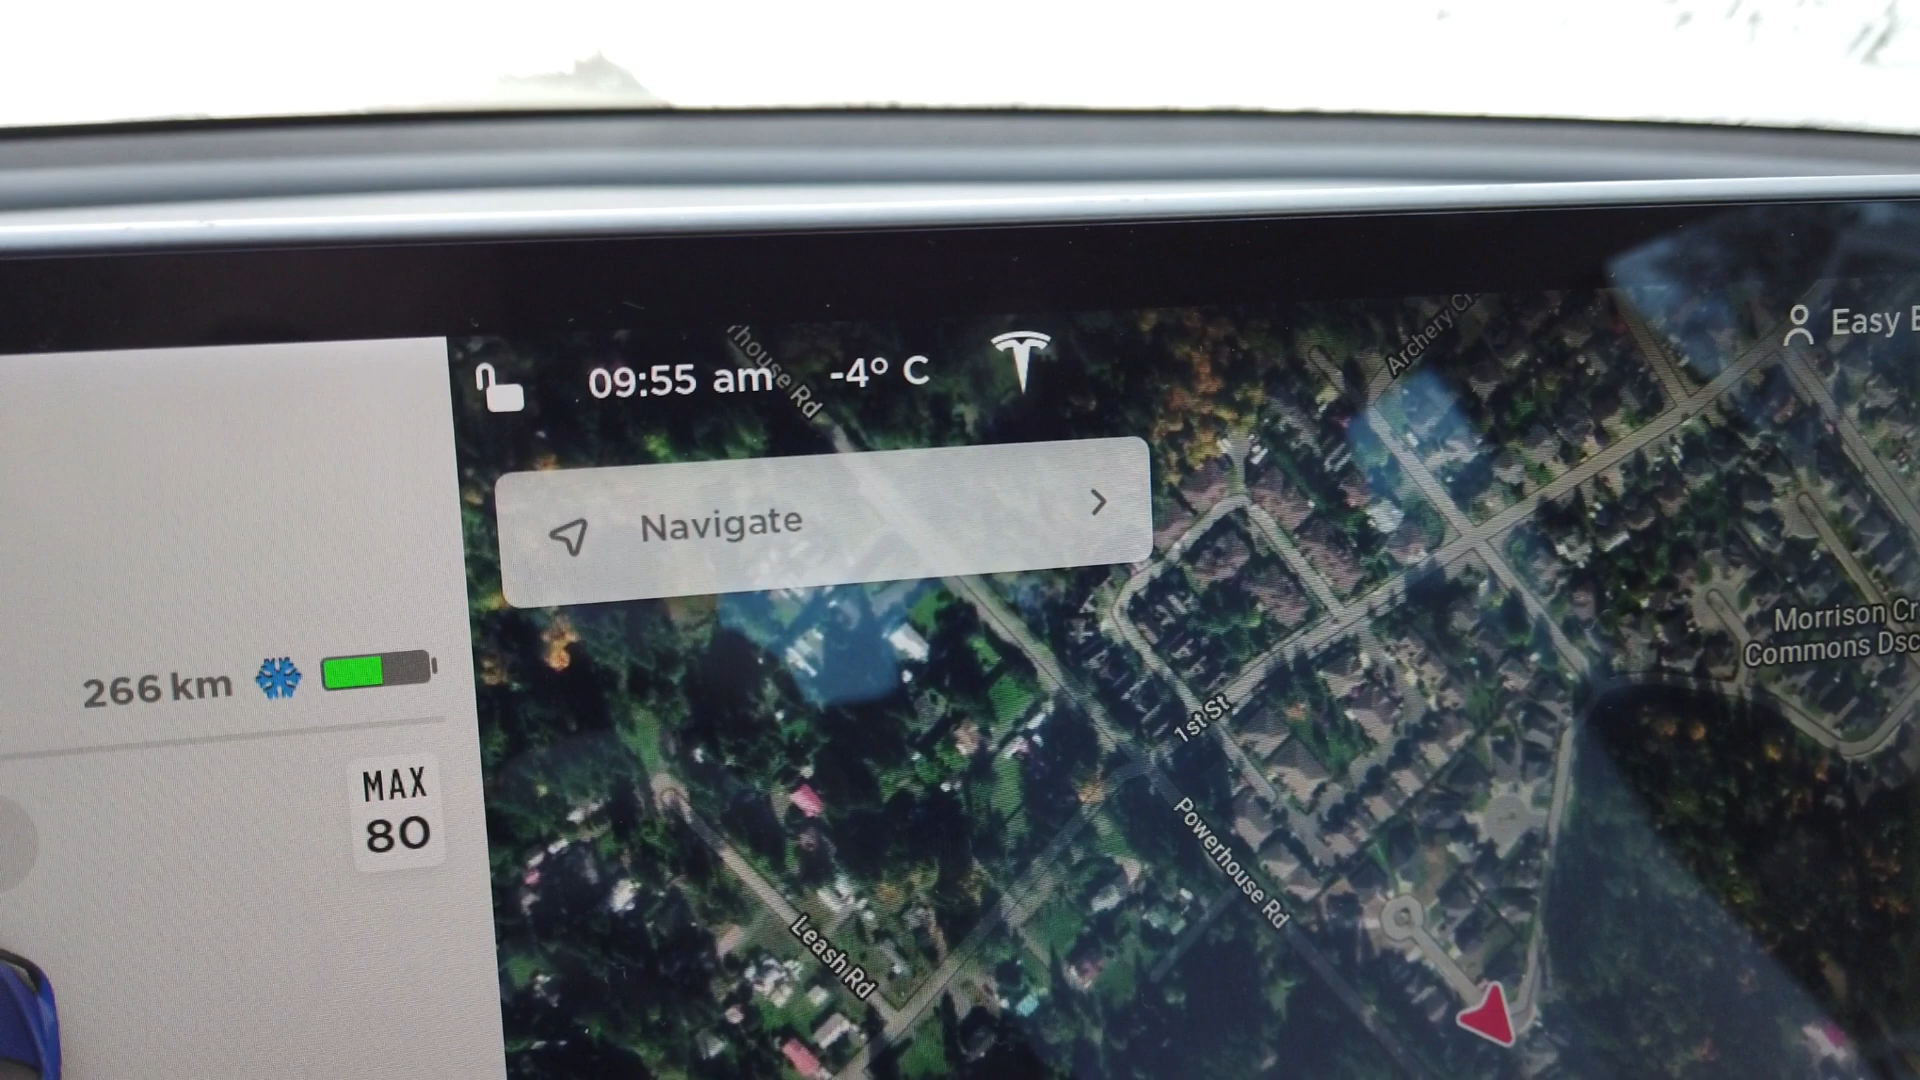 09:55 am -4° C
Easy
Archery
house Rd
Navigate
Morrison Cr
Commons Dsc
266 km
1st St
MAX
80
Powerhouse Rd
Leash Rd